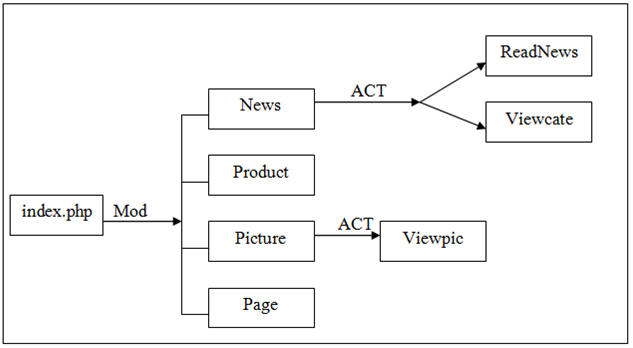 ReadNews
ACT
News
Viewcate
Product
index.php
Mod
ACT
Picture
Viewpic
Page